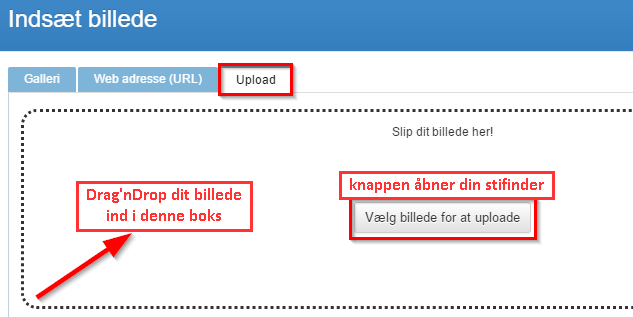 Indsæt billede
Galleri Web adresse (URL) Upload
Slip dit billede her!
Drag'nDrop dit billede
ind i denne boks
knappen åbner din stifinder
Vælg billede for at uploade